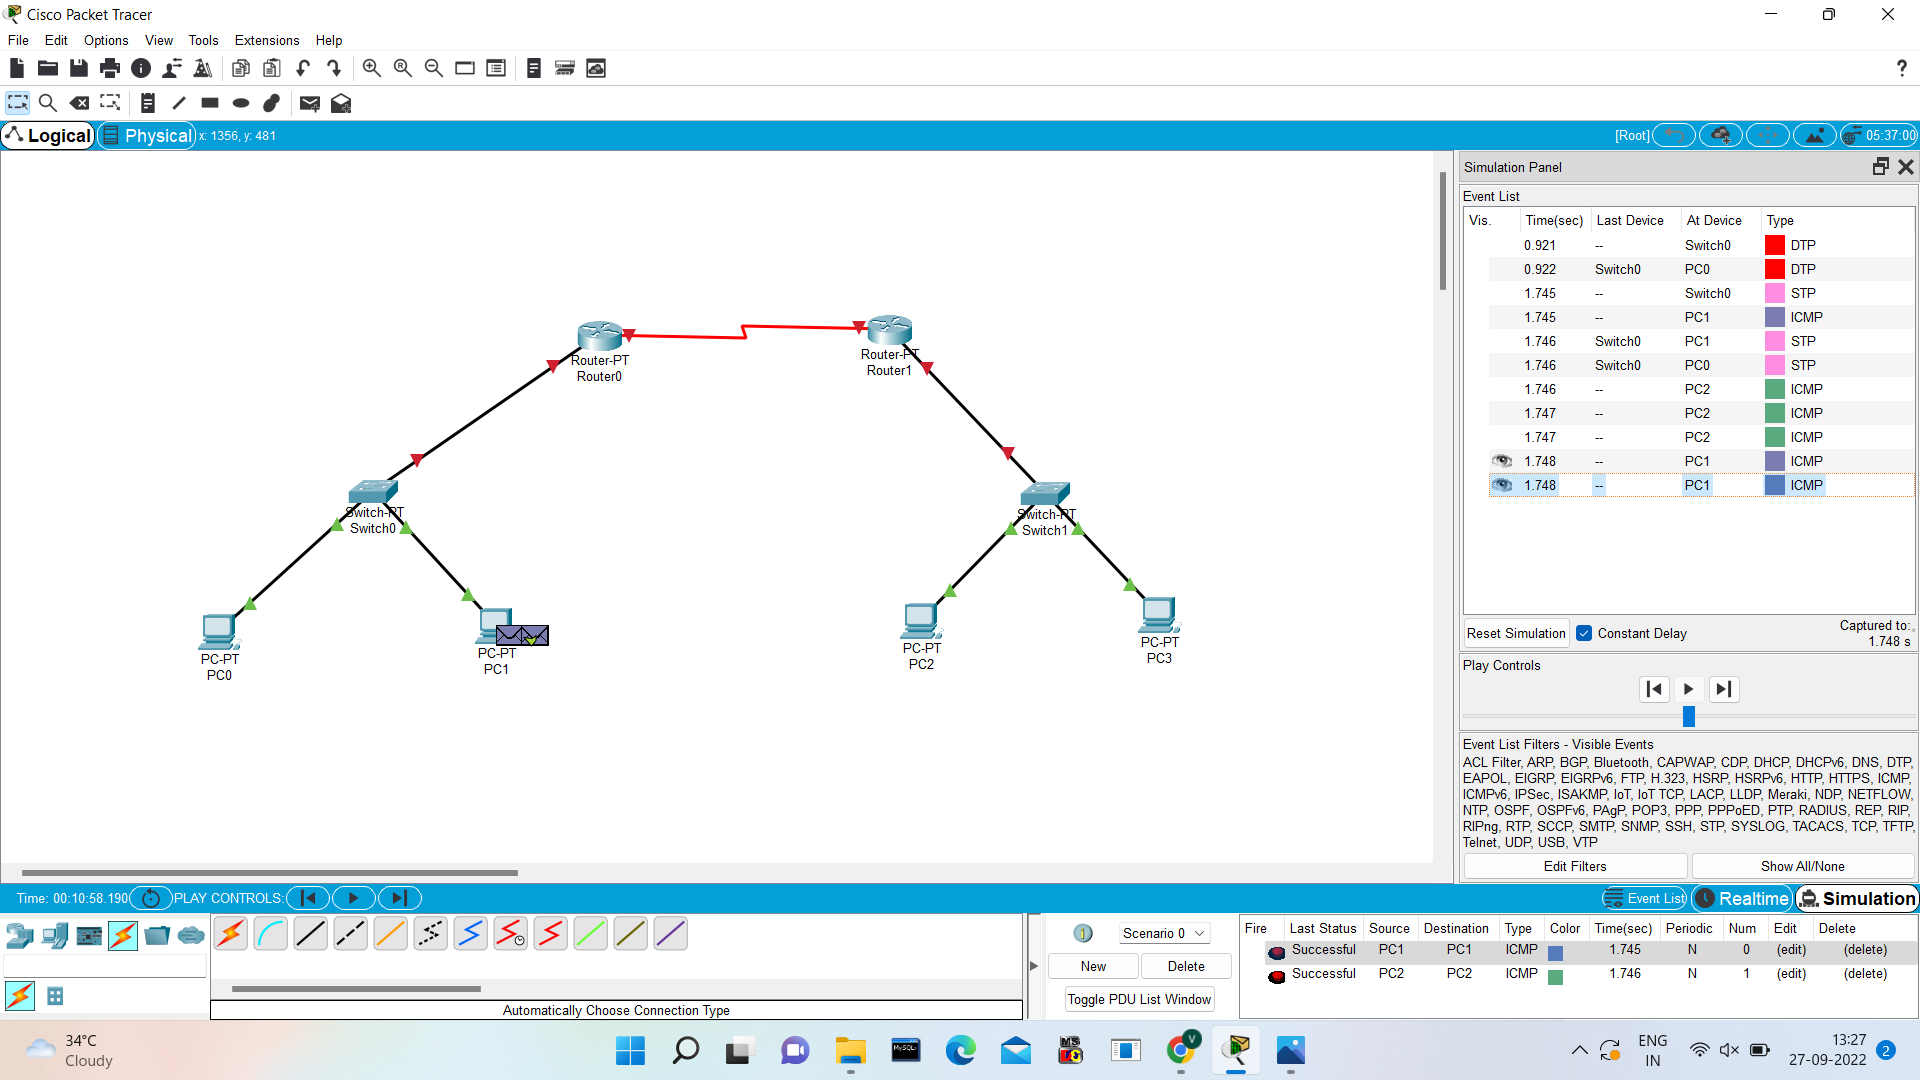 Cisco Packet Tracer
File Edit Options View Tools Extensions Help
Logical Physical x: 1356, y: 481 [Root] 05:37:00
Router-PT
Router0
Router-PT
Router1
Switch-PT
Switch0
Switch-PT
Switch1
PC-PT
PC0
PC-PT
PC1
PC-PT
PC2
PC-PT
PC3
Simulation Panel
Event List
Vis. Time(sec) Last Device At Device Type
0.921 -- Switch0 DTP
0.922 Switch0 PC0 DTP
1.745 -- Switch0 STP
1.745 -- PC1 ICMP
1.746 Switch0 PC1 STP
1.746 Switch0 PC0 STP
1.746 -- PC2 ICMP
1.747 -- PC2 ICMP
1.747 -- PC2 ICMP
1.748 -- PC1 ICMP
1.748 -- PC1 ICMP
Reset Simulation Constant Delay Captured to:
1.748 s
Play Controls
Event List Filters - Visible Events
ACL Filter, ARP, BGP, Bluetooth, CAPWAP, CDP, DHCP, DHCPv6, DNS, DTP,
EAPOL, EIGRP, EIGRPv6, FTP, H.323, HSRP, HSRPv6, HTTP, HTTPS, ICMP,
ICMPv6, IPSec, ISAKMP, IoT, IoT TCP, LACP, LLDP, Meraki, NDP, NETFLOW,
NTP, OSPF, OSPFv6, PAgP, POP3, PPP, PPPoED, PTP, RADIUS, REP, RIP,
RIPng, RTP, SCCP, SMTP, SNMP, SSH, STP, SYSLOG, TACACS, TCP, TFTP,
Telnet, UDP, USB, VTP
Edit Filters Show All/None
Time: 00:10:58.190 PLAY CONTROLS: Event List Realtime Simulation
Automatically Choose Connection Type
Scenario 0
New Delete
Toggle PDU List Window
Fire Last Status Source Destination Type Color Time(sec) Periodic Num Edit Delete
Successful PC1 PC1 ICMP 1.745 N 0 (edit) (delete)
Successful PC2 PC2 ICMP 1.746 N 1 (edit) (delete)
34°C
Cloudy
MySQL
MS
V
ENG
IN
13:27
27-09-2022
2